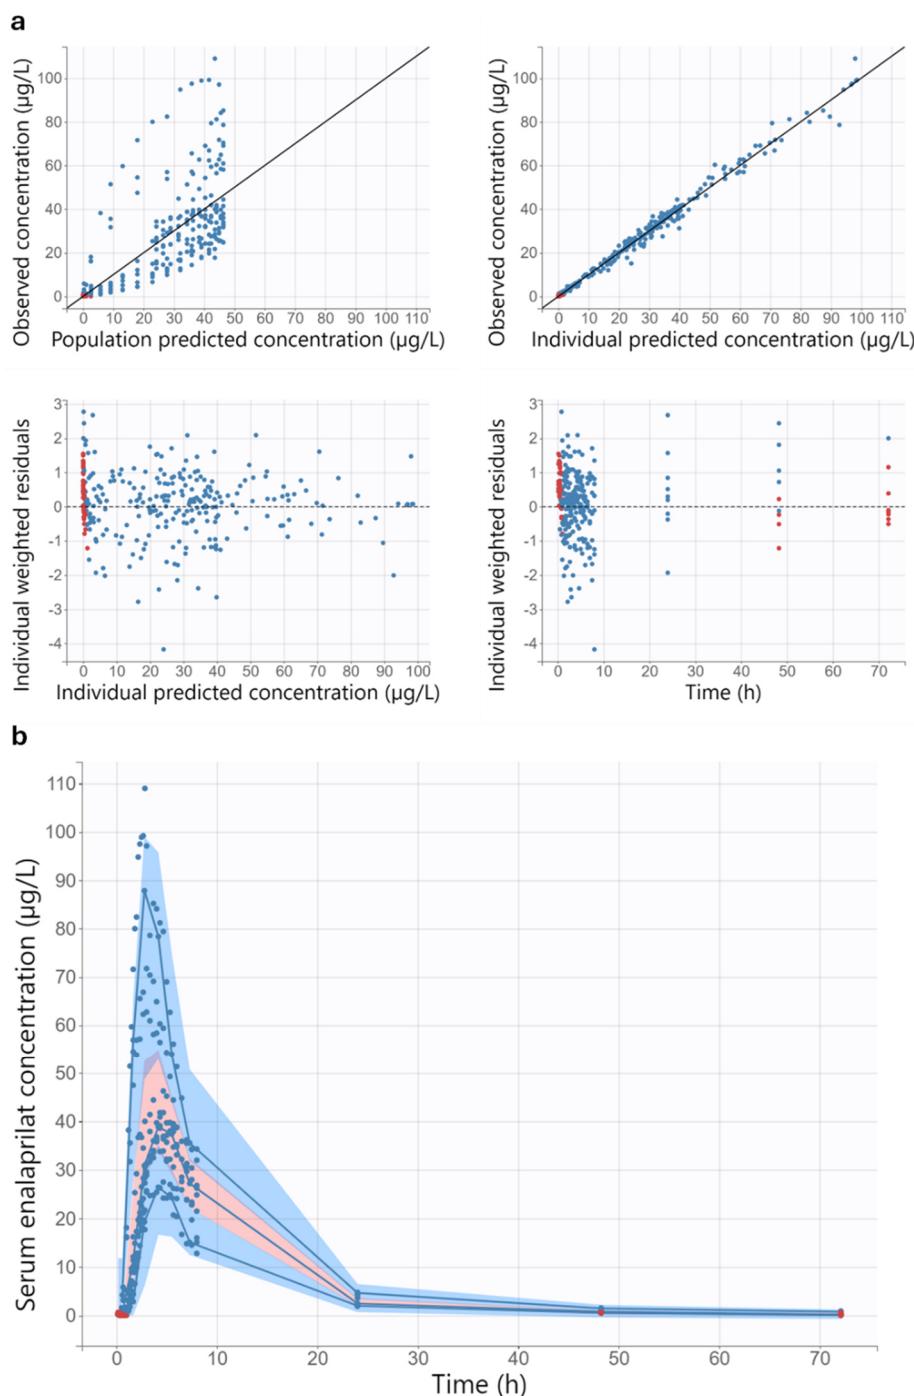 a
Observed concentration (µg/L)
100
80
60
40
20
0
0 10 20 30 40 50 60 70 80 90 100 110
Population predicted concentration (µg/L)
Observed concentration (µg/L)
100
80
60
40
20
0
0 10 20 30 40 50 60 70 80 90 100 110
Individual predicted concentration (µg/L)
Individual weighted residuals
3
2
1
0
-1
-2
-3
-4
0 10 20 30 40 50 60 70 80 90 100
Individual predicted concentration (µg/L)
Individual weighted residuals
3
2
1
0
-1
-2
-3
-4
0 10 20 30 40 50 60 70
Time (h)
b
Serum enalaprilat concentration (µg/L)
110
100
90
80
70
60
50
40
30
20
10
0
0 10 20 30 40 50 60 70
Time (h)